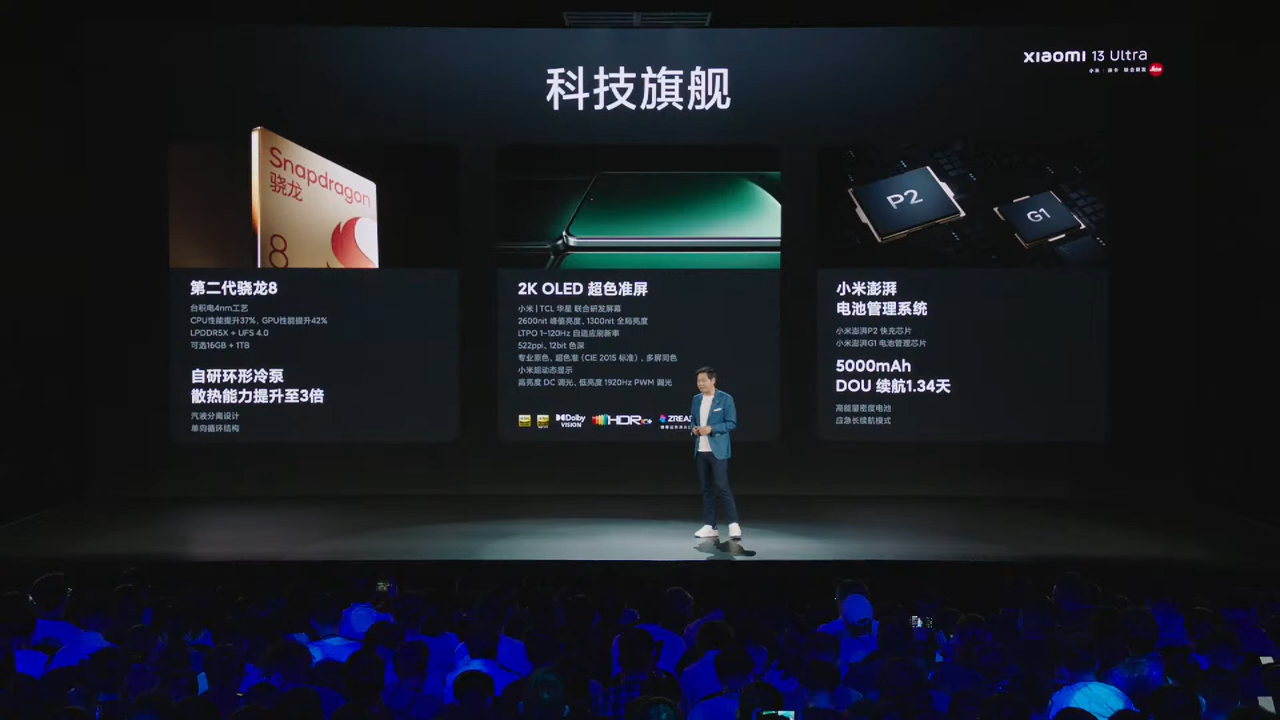 xiaomi 13 Ultra
小米 | 徕卡 联合研发
Leica
科技旗舰
Snapdragon
骁龙
8
第二代骁龙8
台积电4nm工艺
CPU性能提升37%、GPU性能提升42%
LPDDR5X + UFS 4.0
可选16GB + 1TB
自研环形冷泵
散热能力提升至3倍
汽液分离设计
单向循环结构
2K OLED 超色准屏
小米 | TCL 华星 联合研发屏幕
2600nit 峰值亮度、1300nit 全局亮度
LTPO 1-120Hz 自适应刷新率
522ppi、12bit 色深
专业原色、超色准（CIE 2015 标准）、多屏同色
小米超动态显示
高亮度 DC 调光、低亮度 1920Hz PWM 调光
Dolby
VISION
HDR
P2
G1
小米澎湃
电池管理系统
小米澎湃P2 快充芯片
小米澎湃G1 电池管理芯片
5000mAh
DOU 续航1.34天
高能量密度电池
应急长续航模式